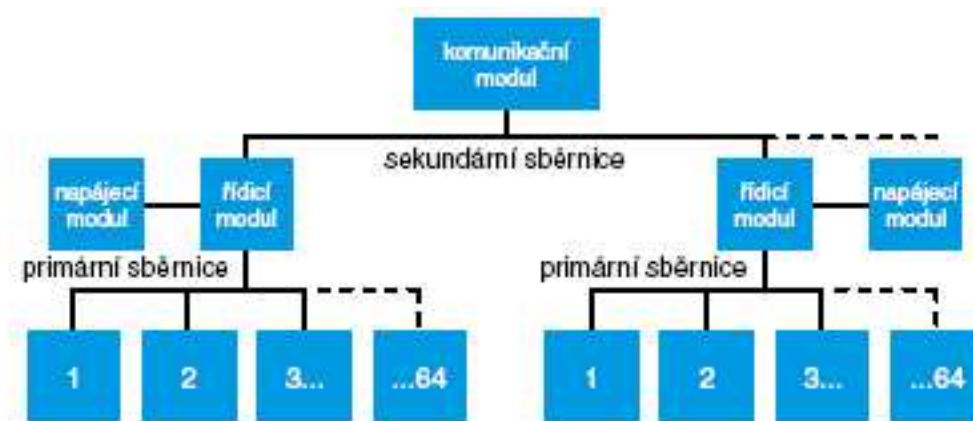 komunikační
modul
sekundární sběrnice
napájecí
modul
řídicí
modul
řídicí
modul
napájecí
modul
primární sběrnice
primární sběrnice
1
2
3...
...64
1
2
3...
...64